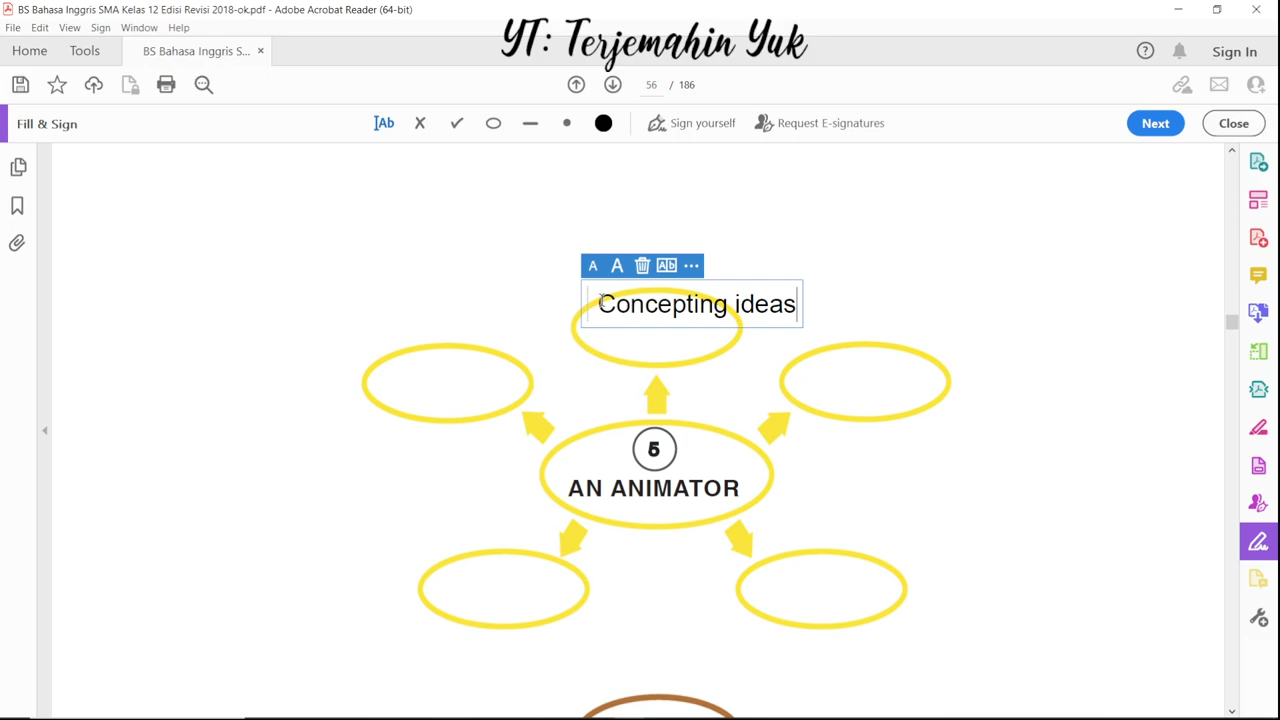 BS Bahasa Inggris SMA Kelas 12 Edisi Revisi 2018-ok.pdf - Adobe Acrobat Reader (64-bit)
File Edit View Sign Window Help
YT: Terjemahin Yuk
Home Tools BS Bahasa Inggris S... ×
Sign In
56 / 186
Fill & Sign
Ab
Sign yourself
Request E-signatures
Next
Close
A A Ab ...
Concepting ideas
5
AN ANIMATOR